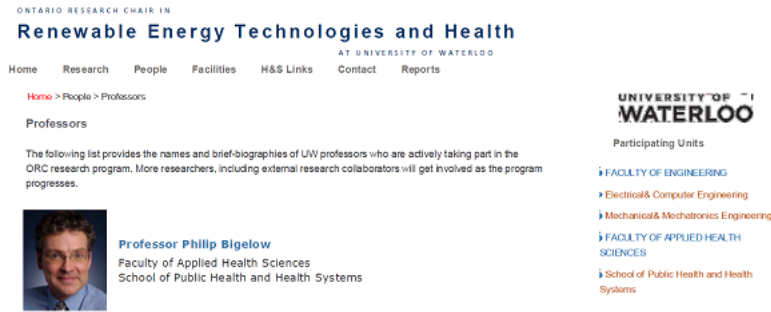 ONTARIO RESEARCH CHAIR IN
Renewable Energy Technologies and Health
AT UNIVERSITY OF WATERLOO
Home Research People Facilities H&S Links Contact Reports
Home > People > Professors
Professors
The following list provides the names and brief-biographies of UW professors who are actively taking part in the
ORC research program. More researchers, including external research collaborators will get involved as the program
progresses.
Professor Philip Bigelow
Faculty of Applied Health Sciences
School of Public Health and Health Systems
UNIVERSITY OF
WATERLOO
Participating Units
FACULTY OF ENGINEERING
Electrical& Computer Engineering
Mechanical& Mechatronics Engineering
FACULTY OF APPLIED HEALTH
SCIENCES
School of Public Health and Health
Systems